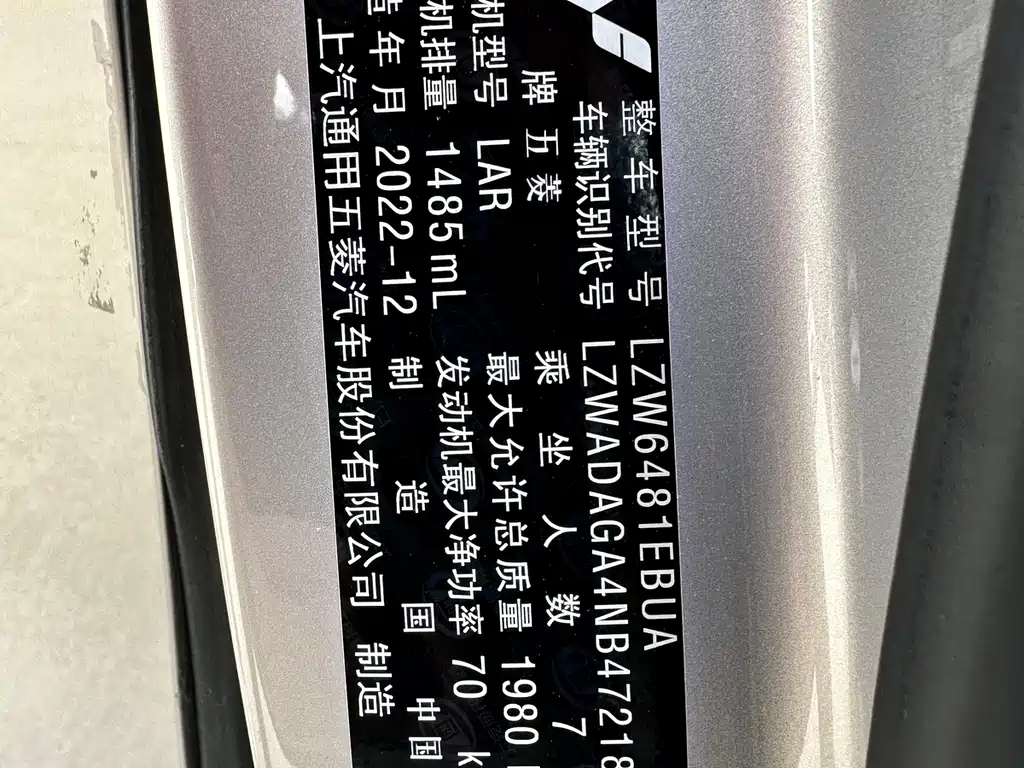 整车型号 LZW6481EBUA
车辆识别代号 LZWADAGA4NB47218
牌 五菱 乘坐人数 7
机型号 LAR 最大允许总质量 1980
机排量 1485mL 发动机最大净功率 70 k
造年月 2022-12 制造国 中国
上汽通用五菱汽车股份有限公司 制造